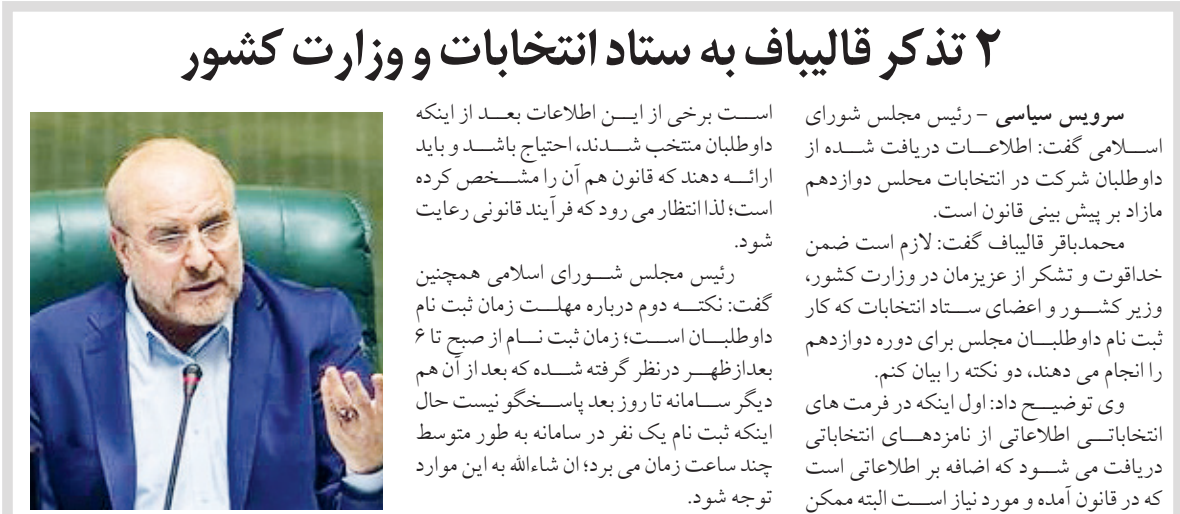 ۲ تذکر قالیباف به ستاد انتخابات و وزارت کشور
سرویس سیاسی - رئیس مجلس شورای
اسلامی گفت: اطلاعات دریافت شده از
داوطلبان شرکت در انتخابات محلس دوازدهم
مازاد بر پیش بینی قانون است.
محمدباقر قالیباف گفت: لازم است ضمن
خداقوت و تشکر از عزیزمان در وزارت کشور،
وزیر کشور و اعضای ستاد انتخابات که کار
ثبت نام داوطلبان مجلس برای دوره دوازدهم
را انجام می دهند، دو نکته را بیان کنم.
وی توضیح داد: اول اینکه در فرمت های
انتخاباتی اطلاعاتی از نامزدهای انتخاباتی
دریافت می شود که اضافه بر اطلاعاتی است
که در قانون آمده و مورد نیاز است البته ممکن
است برخی از این اطلاعات بعد از اینکه
داوطلبان منتخب شدند، احتیاج باشد و باید
ارائه دهند که قانون هم آن را مشخص کرده
است؛ لذا انتظار می رود که فرآیند قانونی رعایت
شود.
رئیس مجلس شورای اسلامی همچنین
گفت: نکته دوم درباره مهلت زمان ثبت نام
داوطلبان است؛ زمان ثبت نام از صبح تا ۶
بعدازظهر درنظر گرفته شده که بعد از آن هم
دیگر سامانه تا روز بعد پاسخگو نیست حال
اینکه ثبت نام یک نفر در سامانه به طور متوسط
چند ساعت زمان می برد؛ ان شاءالله به این موارد
توجه شود.